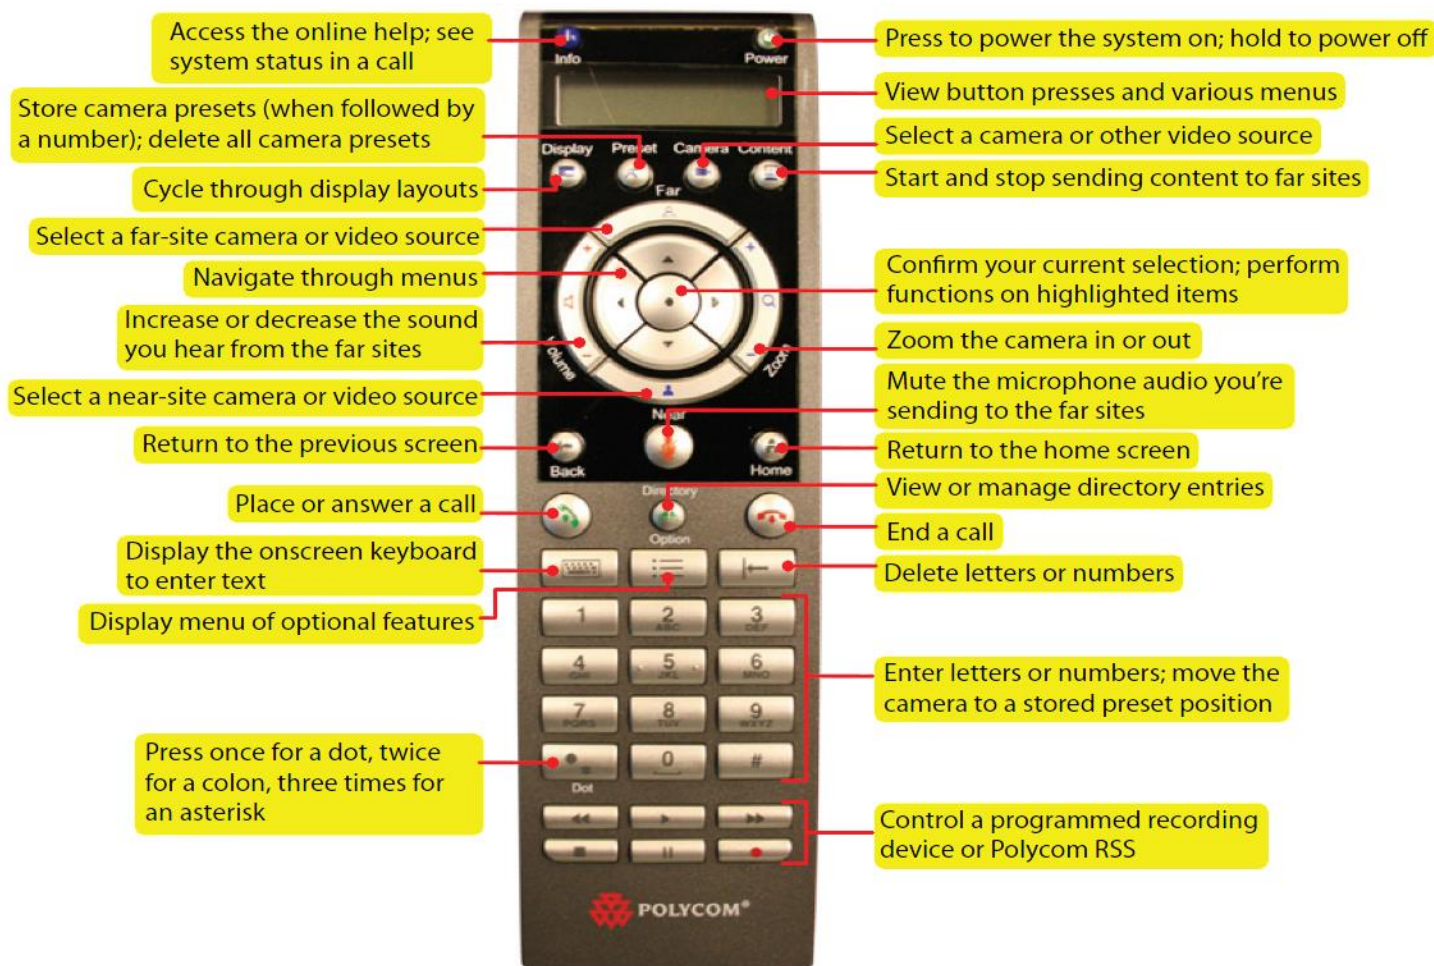 Access the online help; see
system status in a call
Store camera presets (when followed by
a number); delete all camera presets
Cycle through display layouts
Select a far-site camera or video source
Navigate through menus
Increase or decrease the sound
you hear from the far sites
Select a near-site camera or video source
Return to the previous screen
Place or answer a call
Display the onscreen keyboard
to enter text
Display menu of optional features
Press once for a dot, twice
for a colon, three times for
an asterisk
Info
Power
Display Preset Camera Content
Far
Volume
Zoom
Near
Back
Home
Directory
Option
1
2 ABC
3 DEF
4 GHI
5 JKL
6 MNO
7 PQRS
8 TUV
9 WXYZ
0
#
Dot
POLYCOM®
Press to power the system on; hold to power off
View button presses and various menus
Select a camera or other video source
Start and stop sending content to far sites
Confirm your current selection; perform
functions on highlighted items
Zoom the camera in or out
Mute the microphone audio you're
sending to the far sites
Return to the home screen
View or manage directory entries
End a call
Delete letters or numbers
Enter letters or numbers; move the
camera to a stored preset position
Control a programmed recording
device or Polycom RSS